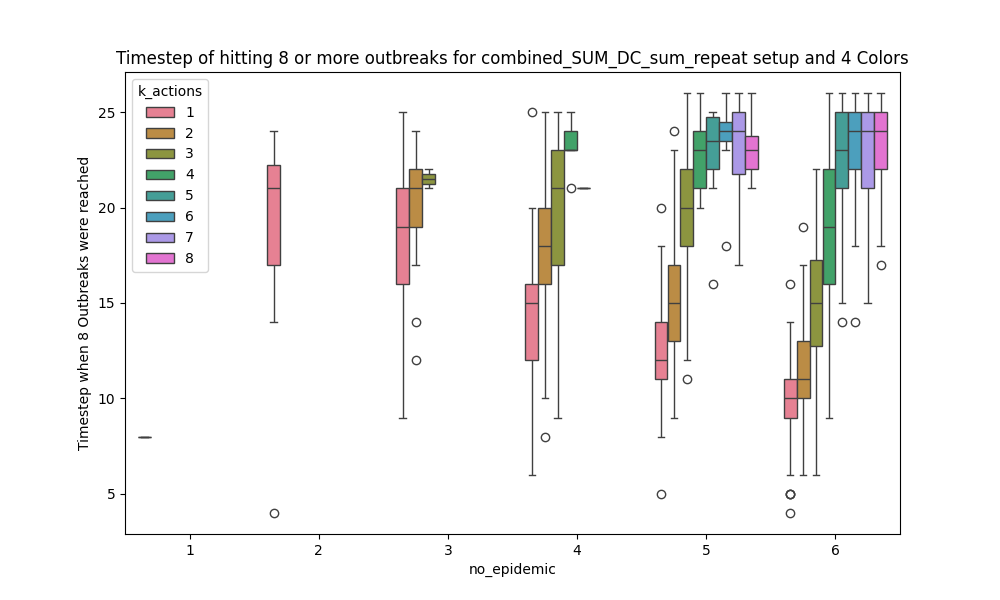 Timestep of hitting 8 or more outbreaks for combined_SUM_DC_sum_repeat setup and 4 Colors
k_actions
1
2
3
4
5
6
7
8
Timestep when 8 Outbreaks were reached
25
20
15
10
5
1 2 3 4 5 6
no_epidemic